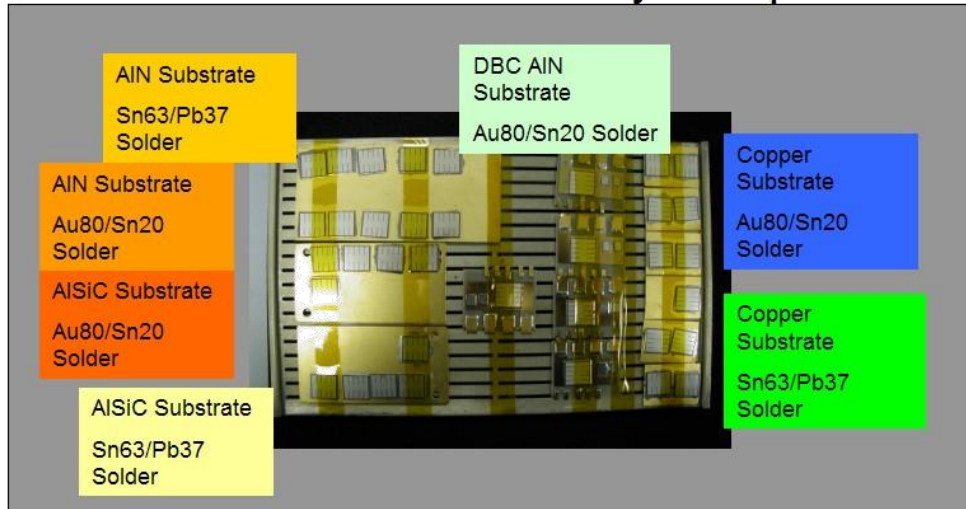 AlN Substrate
Sn63/Pb37
Solder
AlN Substrate
Au80/Sn20
Solder
AlSiC Substrate
Au80/Sn20
Solder
AlSiC Substrate
Sn63/Pb37
Solder
DBC AlN
Substrate
Au80/Sn20 Solder
Copper
Substrate
Au80/Sn20
Solder
Copper
Substrate
Sn63/Pb37
Solder